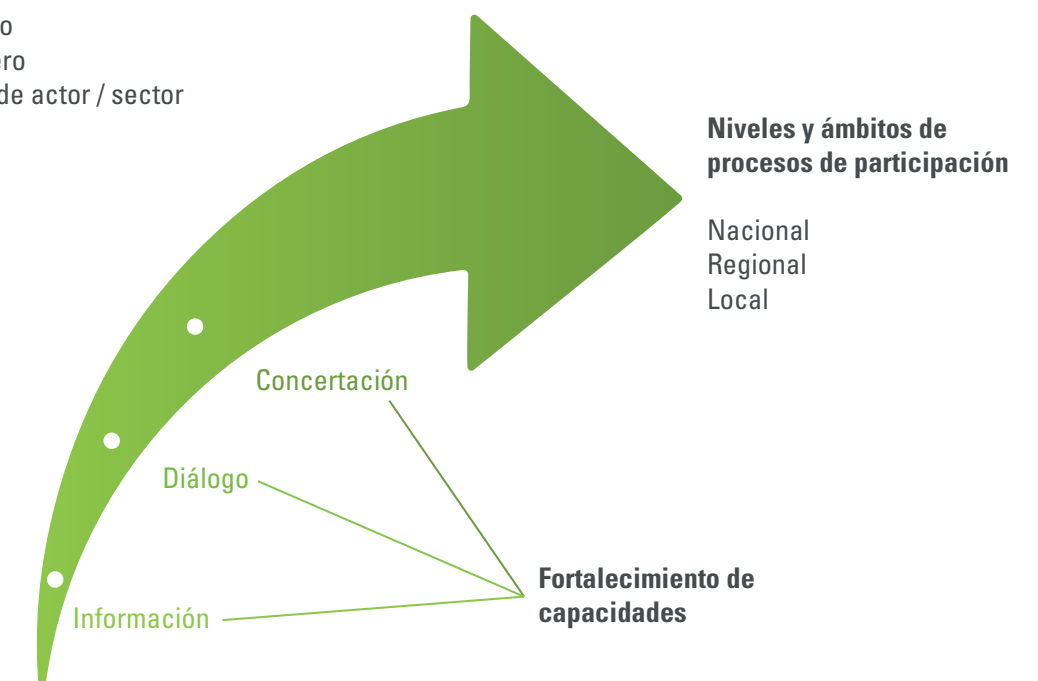 o
ero
de actor / sector
Niveles y ámbitos de
procesos de participación
Nacional
Regional
Local
Concertación
Diálogo
Fortalecimiento de
capacidades
Información